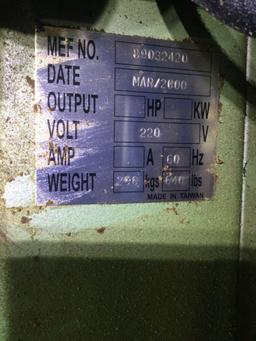 MEF NO. 89032420
DATE MAR/2000
OUTPUT HP KW
VOLT 220 V
AMP A 60 Hz
WEIGHT kgs lbs
MADE IN TAIWAN